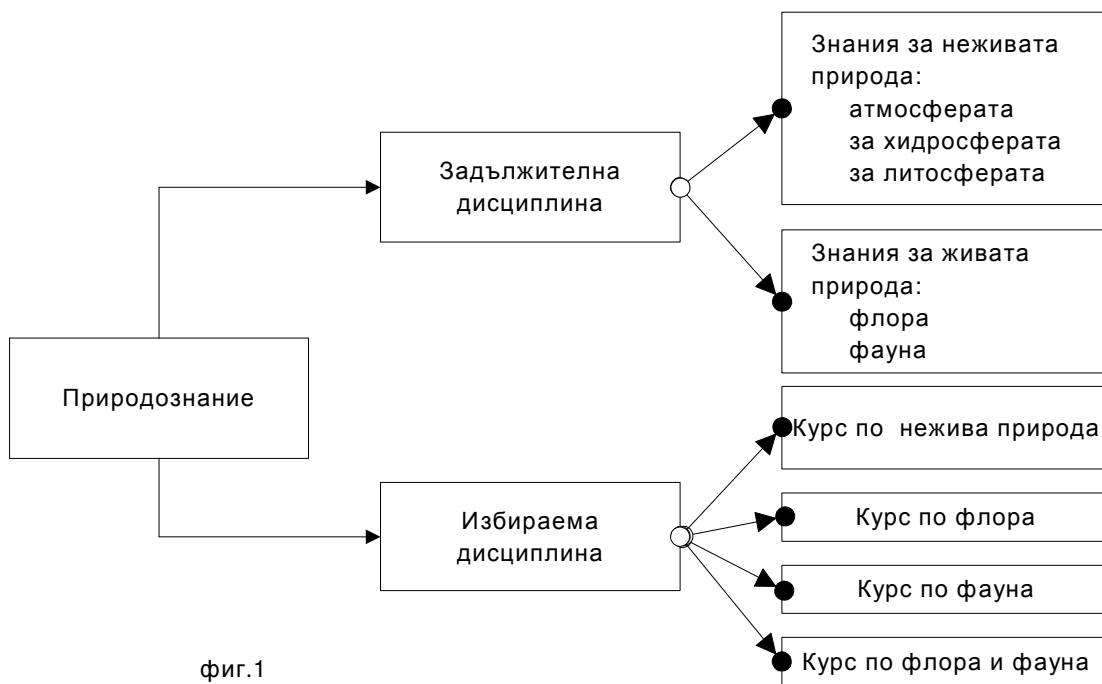 Природознание
Задължителна
дисциплина
Знания за неживата
природа:
атмосферата
за хидросферата
за литосферата
Знания за живата
природа:
флора
фауна
Избираема
дисциплина
Курс по нежива природа
Курс по флора
Курс по фауна
Курс по флора и фауна
фиг.1